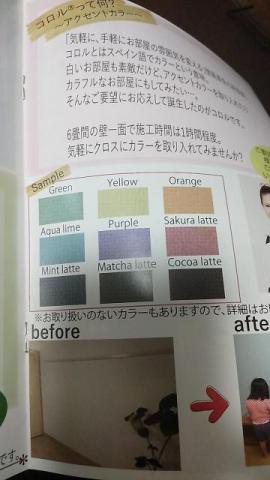 コロル®って何?
~アクセントカラー~
「気軽に、手軽にお部屋の雰囲気を変える
コロルとはスペイン語でカラーという意味。
白いお部屋も素敵だけど、アクセントカラーを取り入れ
カラフルなお部屋にもしてみたい…
そんなご要望にお応えして誕生したのがコロルです。
6畳間の壁一面で施工時間は1時間程度。
気軽にクロスにカラーを取り入れてみませんか?
Sample
Green Yellow Orange
Aqua lime Purple Sakura latte
Mint latte Matcha latte Cocoa latte
※お取り扱いのないカラーもありますので、詳細はお
before afte
です。*